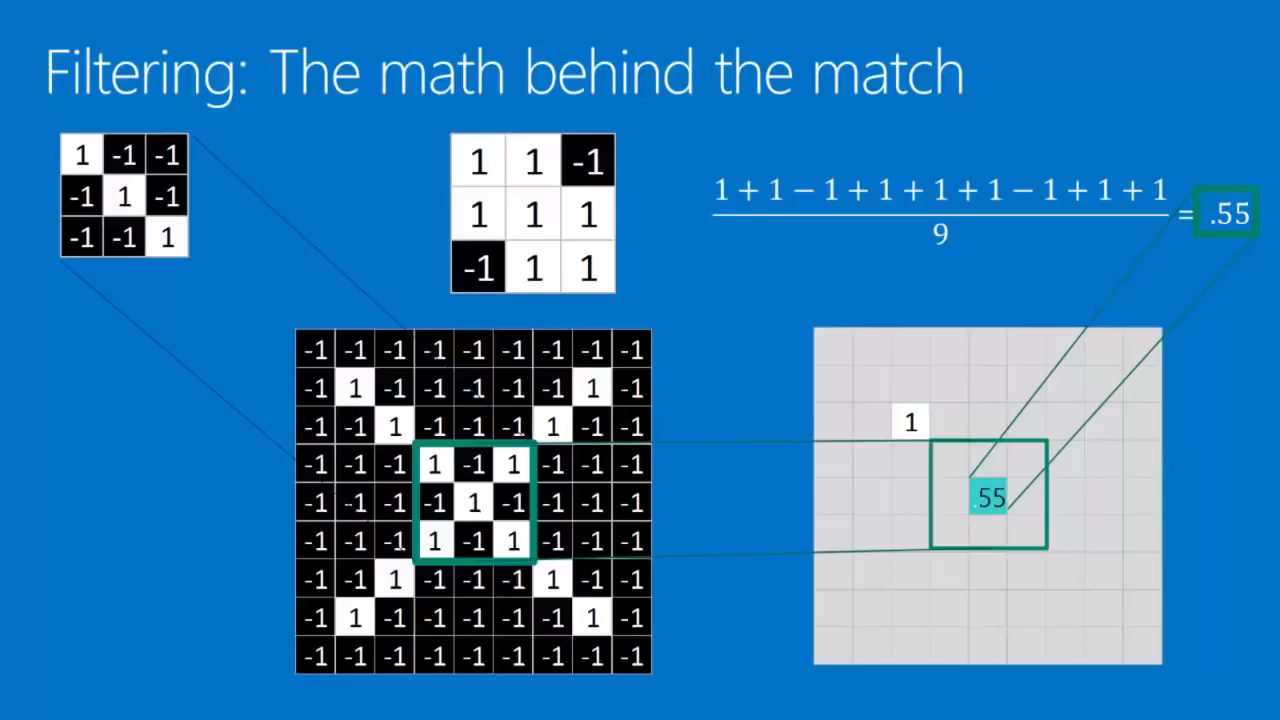 Filtering: The math behind the match
1 -1 -1
-1 1 -1
-1 -1 1
1 1 -1
1 1 1
-1 1 1
1 + 1 − 1 + 1 + 1 + 1 − 1 + 1 + 1
9
= .55
-1 -1 -1 -1 -1 -1 -1 -1 -1
-1 1 -1 -1 -1 -1 -1 1 -1
-1 -1 1 -1 -1 -1 1 -1 -1
-1 -1 -1 1 -1 1 -1 -1 -1
-1 -1 -1 -1 1 -1 -1 -1 -1
-1 -1 -1 1 -1 1 -1 -1 -1
-1 -1 1 -1 -1 -1 1 -1 -1
-1 1 -1 -1 -1 -1 -1 1 -1
-1 -1 -1 -1 -1 -1 -1 -1 -1
1
.55